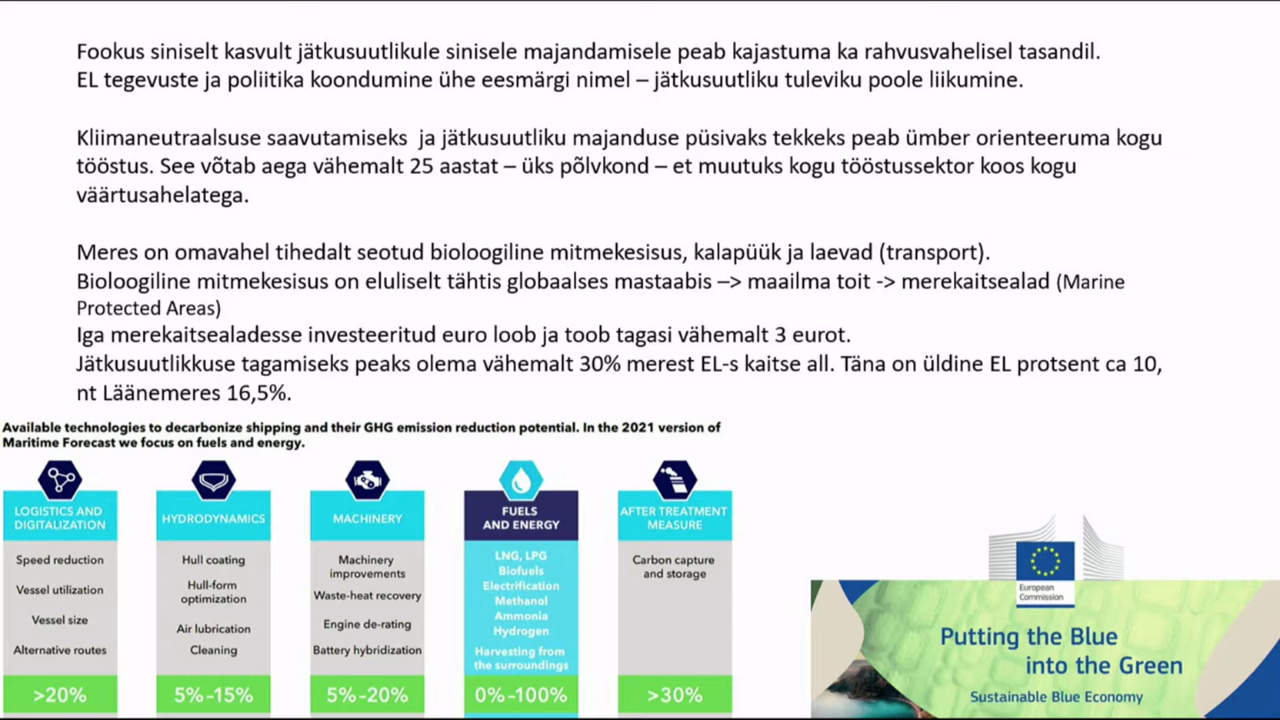 Fookus siniselt kasvult jätkusuutlikule sinisele majandamisele peab kajastuma ka rahvusvahelisel tasandil.
EL tegevuste ja poliitika koondumine ühe eesmärgi nimel – jätkusuutliku tuleviku poole liikumine.
Kliimaneutraalsuse saavutamiseks ja jätkusuutliku majanduse püsivaks tekkeks peab ümber orienteeruma kogu
tööstus. See võtab aega vähemalt 25 aastat – üks põlvkond – et muutuks kogu tööstussektor koos kogu
väärtusahelatega.
Meres on omavahel tihedalt seotud bioloogiline mitmekesisus, kalapüük ja laevad (transport).
Bioloogiline mitmekesisus on eluliselt tähtis globaalses mastaabis –> maailma toit -> merekaitsealad (Marine
Protected Areas)
Iga merekaitsealadesse investeeritud euro loob ja toob tagasi vähemalt 3 eurot.
Jätkusuutlikkuse tagamiseks peaks olema vähemalt 30% merest EL-s kaitse all. Täna on üldine EL protsent ca 10,
nt Läänemeres 16,5%.
Available technologies to decarbonize shipping and their GHG emission reduction potential. In the 2021 version of
Maritime Forecast we focus on fuels and energy.
LOGISTICS AND
DIGITALIZATION
Speed reduction
Vessel utilization
Vessel size
Alternative routes
>20%
HYDRODYNAMICS
Hull coating
Hull-form
optimization
Air lubrication
Cleaning
5%-15%
MACHINERY
Machinery
improvements
Waste-heat recovery
Engine de-rating
Battery hybridization
5%-20%
FUELS
AND ENERGY
LNG, LPG
Biofuels
Electrification
Methanol
Ammonia
Hydrogen
Harvesting from
the surroundings
0%-100%
AFTER TREATMENT
MEASURE
Carbon capture
and storage
>30%
European
Commission
Putting the Blue
into the Green
Sustainable Blue Economy